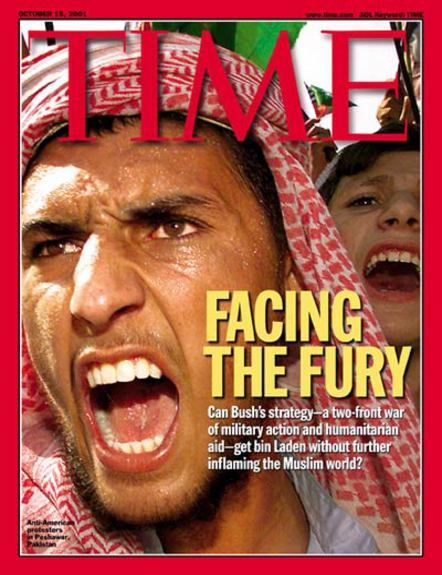 OCTOBER 15, 2001
www.time.com AOL Keyword: TIME
TIME
FACING
THE FURY
Can Bush's strategy—a two-front war
of military action and humanitarian
aid—get bin Laden without further
inflaming the Muslim world?
Anti-American
protesters
in Peshawar,
Pakistan